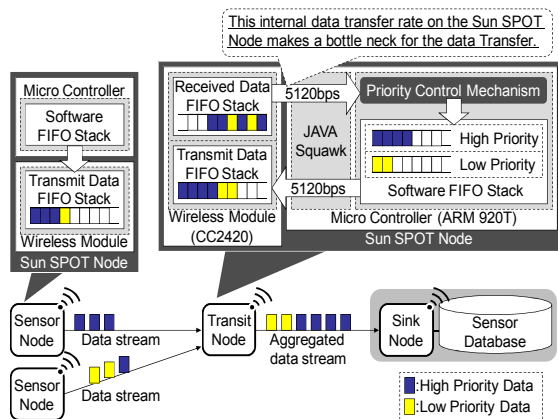 This internal data transfer rate on the Sun SPOT
Node makes a bottle neck for the data Transfer.
Micro Controller
Software
FIFO Stack
Transmit Data
FIFO Stack
Wireless Module
Sun SPOT Node
Received Data
FIFO Stack
5120bps
Priority Control Mechanism
JAVA
Squawk
High Priority
Low Priority
Software FIFO Stack
Transmit Data
FIFO Stack
5120bps
Wireless Module
(CC2420)
Micro Controller (ARM 920T)
Sun SPOT Node
Sensor
Node
Data stream
Transit
Node
Aggregated
data stream
Sink
Node
Sensor
Database
Sensor
Node
Data stream
:High Priority Data
:Low Priority Data